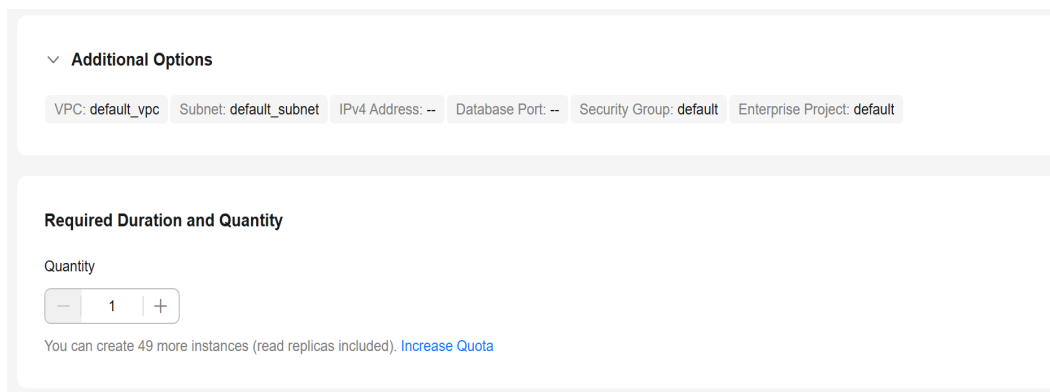 Additional Options
VPC: default_vpc Subnet: default_subnet IPv4 Address: -- Database Port: -- Security Group: default Enterprise Project: default
Required Duration and Quantity
Quantity
1
You can create 49 more instances (read replicas included). Increase Quota